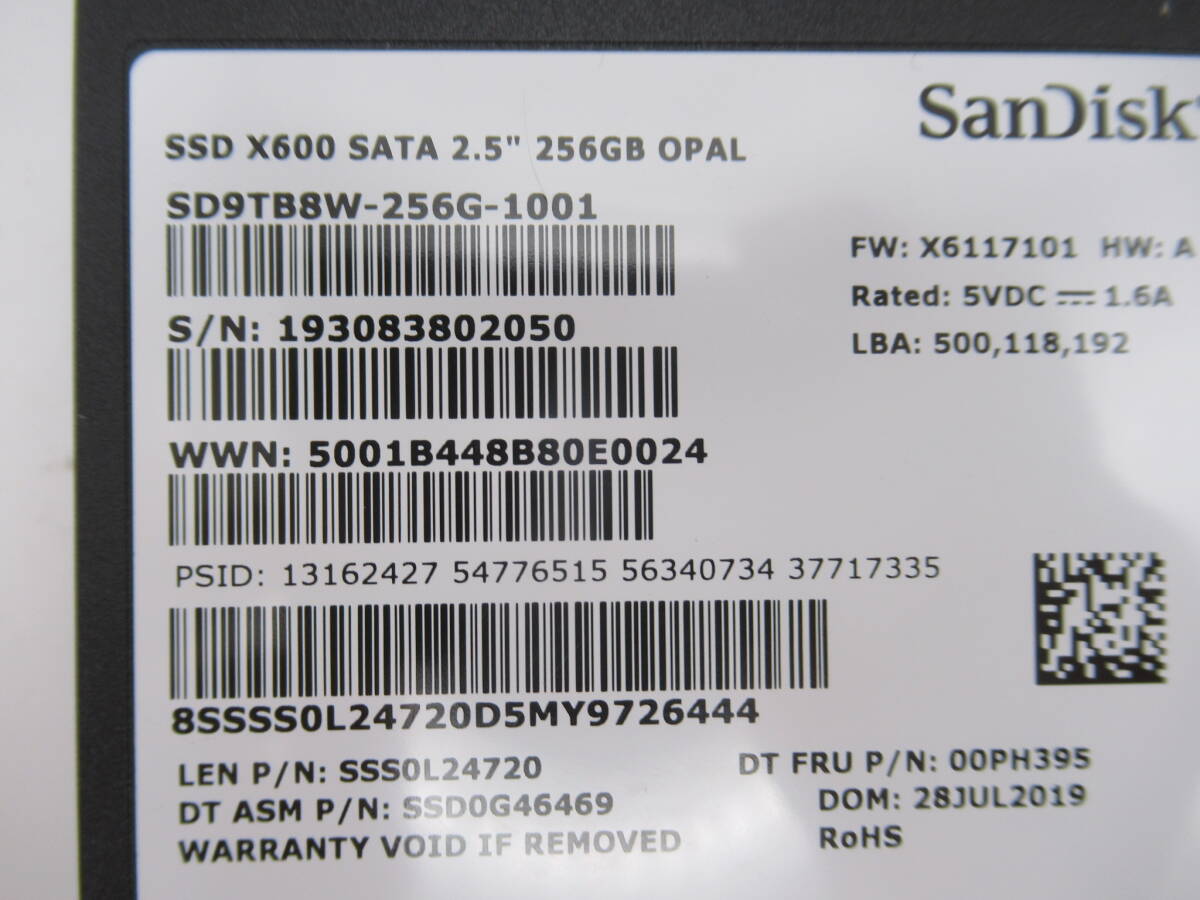 SanDisk
SSD X600 SATA 2.5" 256GB OPAL
SD9TB8W-256G-1001
FW: X6117101 HW: A
Rated: 5VDC ⎓ 1.6A
S/N: 193083802050
LBA: 500,118,192
WWN: 5001B448B80E0024
PSID: 13162427 54776515 56340734 37717335
8SSSS0L24720D5MY9726444
LEN P/N: SSS0L24720
DT FRU P/N: 00PH395
DT ASM P/N: SSD0G46469
DOM: 28JUL2019
WARRANTY VOID IF REMOVED
RoHS